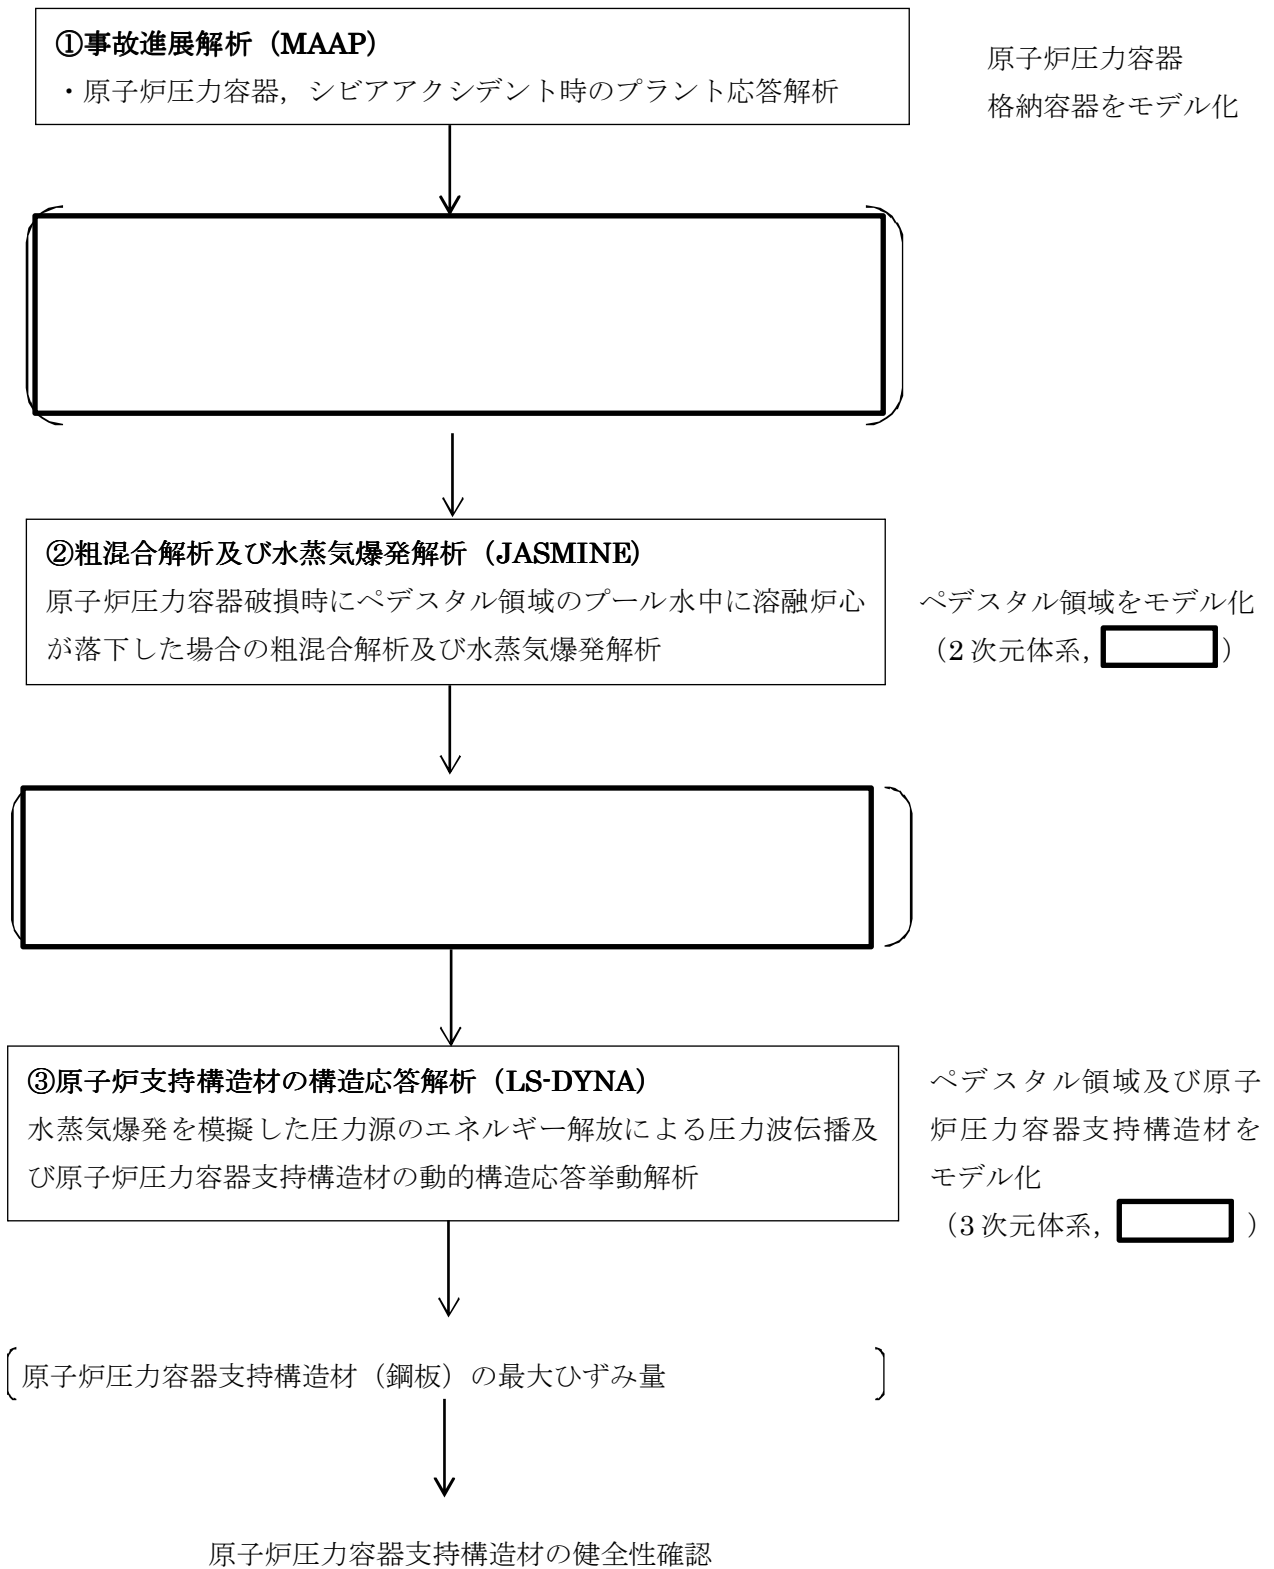 ①事故進展解析（MAAP）
・原子炉圧力容器，シビアアクシデント時のプラント応答解析
原子炉圧力容器
格納容器をモデル化
②粗混合解析及び水蒸気爆発解析（JASMINE）
原子炉圧力容器破損時にペデスタル領域のプール水中に溶融炉心
が落下した場合の粗混合解析及び水蒸気爆発解析
ペデスタル領域をモデル化
（2 次元体系， ）
③原子炉支持構造材の構造応答解析（LS-DYNA）
水蒸気爆発を模擬した圧力源のエネルギー解放による圧力波伝播及
び原子炉圧力容器支持構造材の動的構造応答挙動解析
ペデスタル領域及び原子
炉圧力容器支持構造材を
モデル化
（3 次元体系， ）
原子炉圧力容器支持構造材（鋼板）の最大ひずみ量
原子炉圧力容器支持構造材の健全性確認